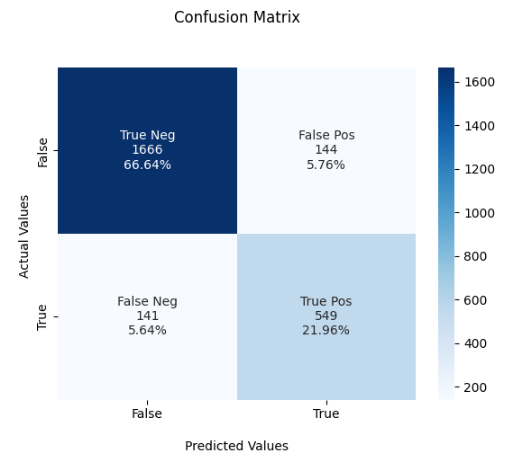 Confusion Matrix
True Neg
1666
66.64%
False Pos
144
5.76%
False Neg
141
5.64%
True Pos
549
21.96%
False
True
Actual Values
False
True
Predicted Values
1600
1400
1200
1000
800
600
400
200